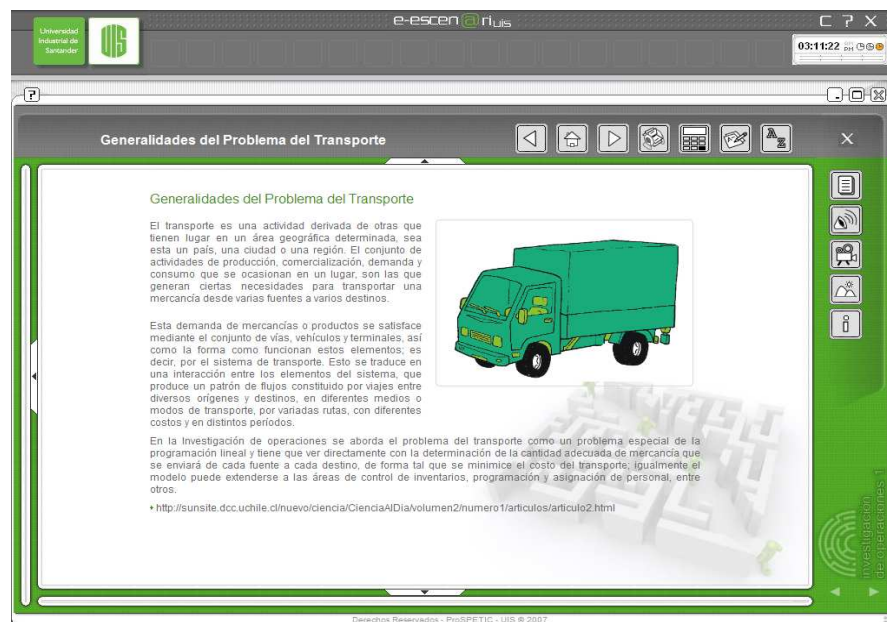 e-escen@riuis
C ? X
Universidad
Industrial de
Santander
UIS
03:11:22
PM
?
Generalidades del Problema del Transporte
A
Z
X
Generalidades del Problema del Transporte
El transporte es una actividad derivada de otras que
tienen lugar en un área geográfica determinada, sea
esta un país, una ciudad o una región. El conjunto de
actividades de producción, comercialización, demanda y
consumo que se ocasionan en un lugar, son las que
generan ciertas necesidades para transportar una
mercancía desde varias fuentes a varios destinos.
Esta demanda de mercancías o productos se satisface
mediante el conjunto de vías, vehículos y terminales, así
como la forma como funcionan estos elementos; es
decir, por el sistema de transporte. Esto se traduce en
una interacción entre los elementos del sistema, que
produce un patrón de flujos constituido por viajes entre
diversos orígenes y destinos, en diferentes medios o
modos de transporte, por variadas rutas, con diferentes
costos y en distintos períodos.
En la Investigación de operaciones se aborda el problema del transporte como un problema especial de la
programación lineal y tiene que ver directamente con la determinación de la cantidad adecuada de mercancía que
se enviará de cada fuente a cada destino, de forma tal que se minimice el costo del transporte; igualmente el
modelo puede extenderse a las áreas de control de inventarios, programación y asignación de personal, entre
otros.
http://sunsite.dcc.uchile.cl/nuevo/ciencia/CienciaAlDia/volumen2/numero1/articulos/articulo2.html
investigación
de operaciones 1
Derechos Reservados - ProSPETIC - UIS © 2007